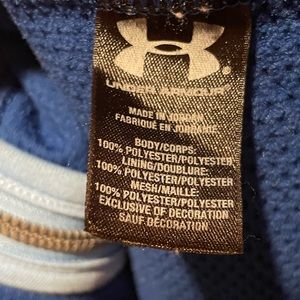 UNDER ARMOUR
MADE IN JORDAN
FABRIQUÉ EN JORDANIE
BODY/CORPS:
100% POLYESTER/POLYESTER
LINING/DOUBLURE:
100% POLYESTER/POLYESTER
MESH/MAILLE:
100% POLYESTER/POLYESTER
EXCLUSIVE OF DECORATION
SAUF DÉCORATION